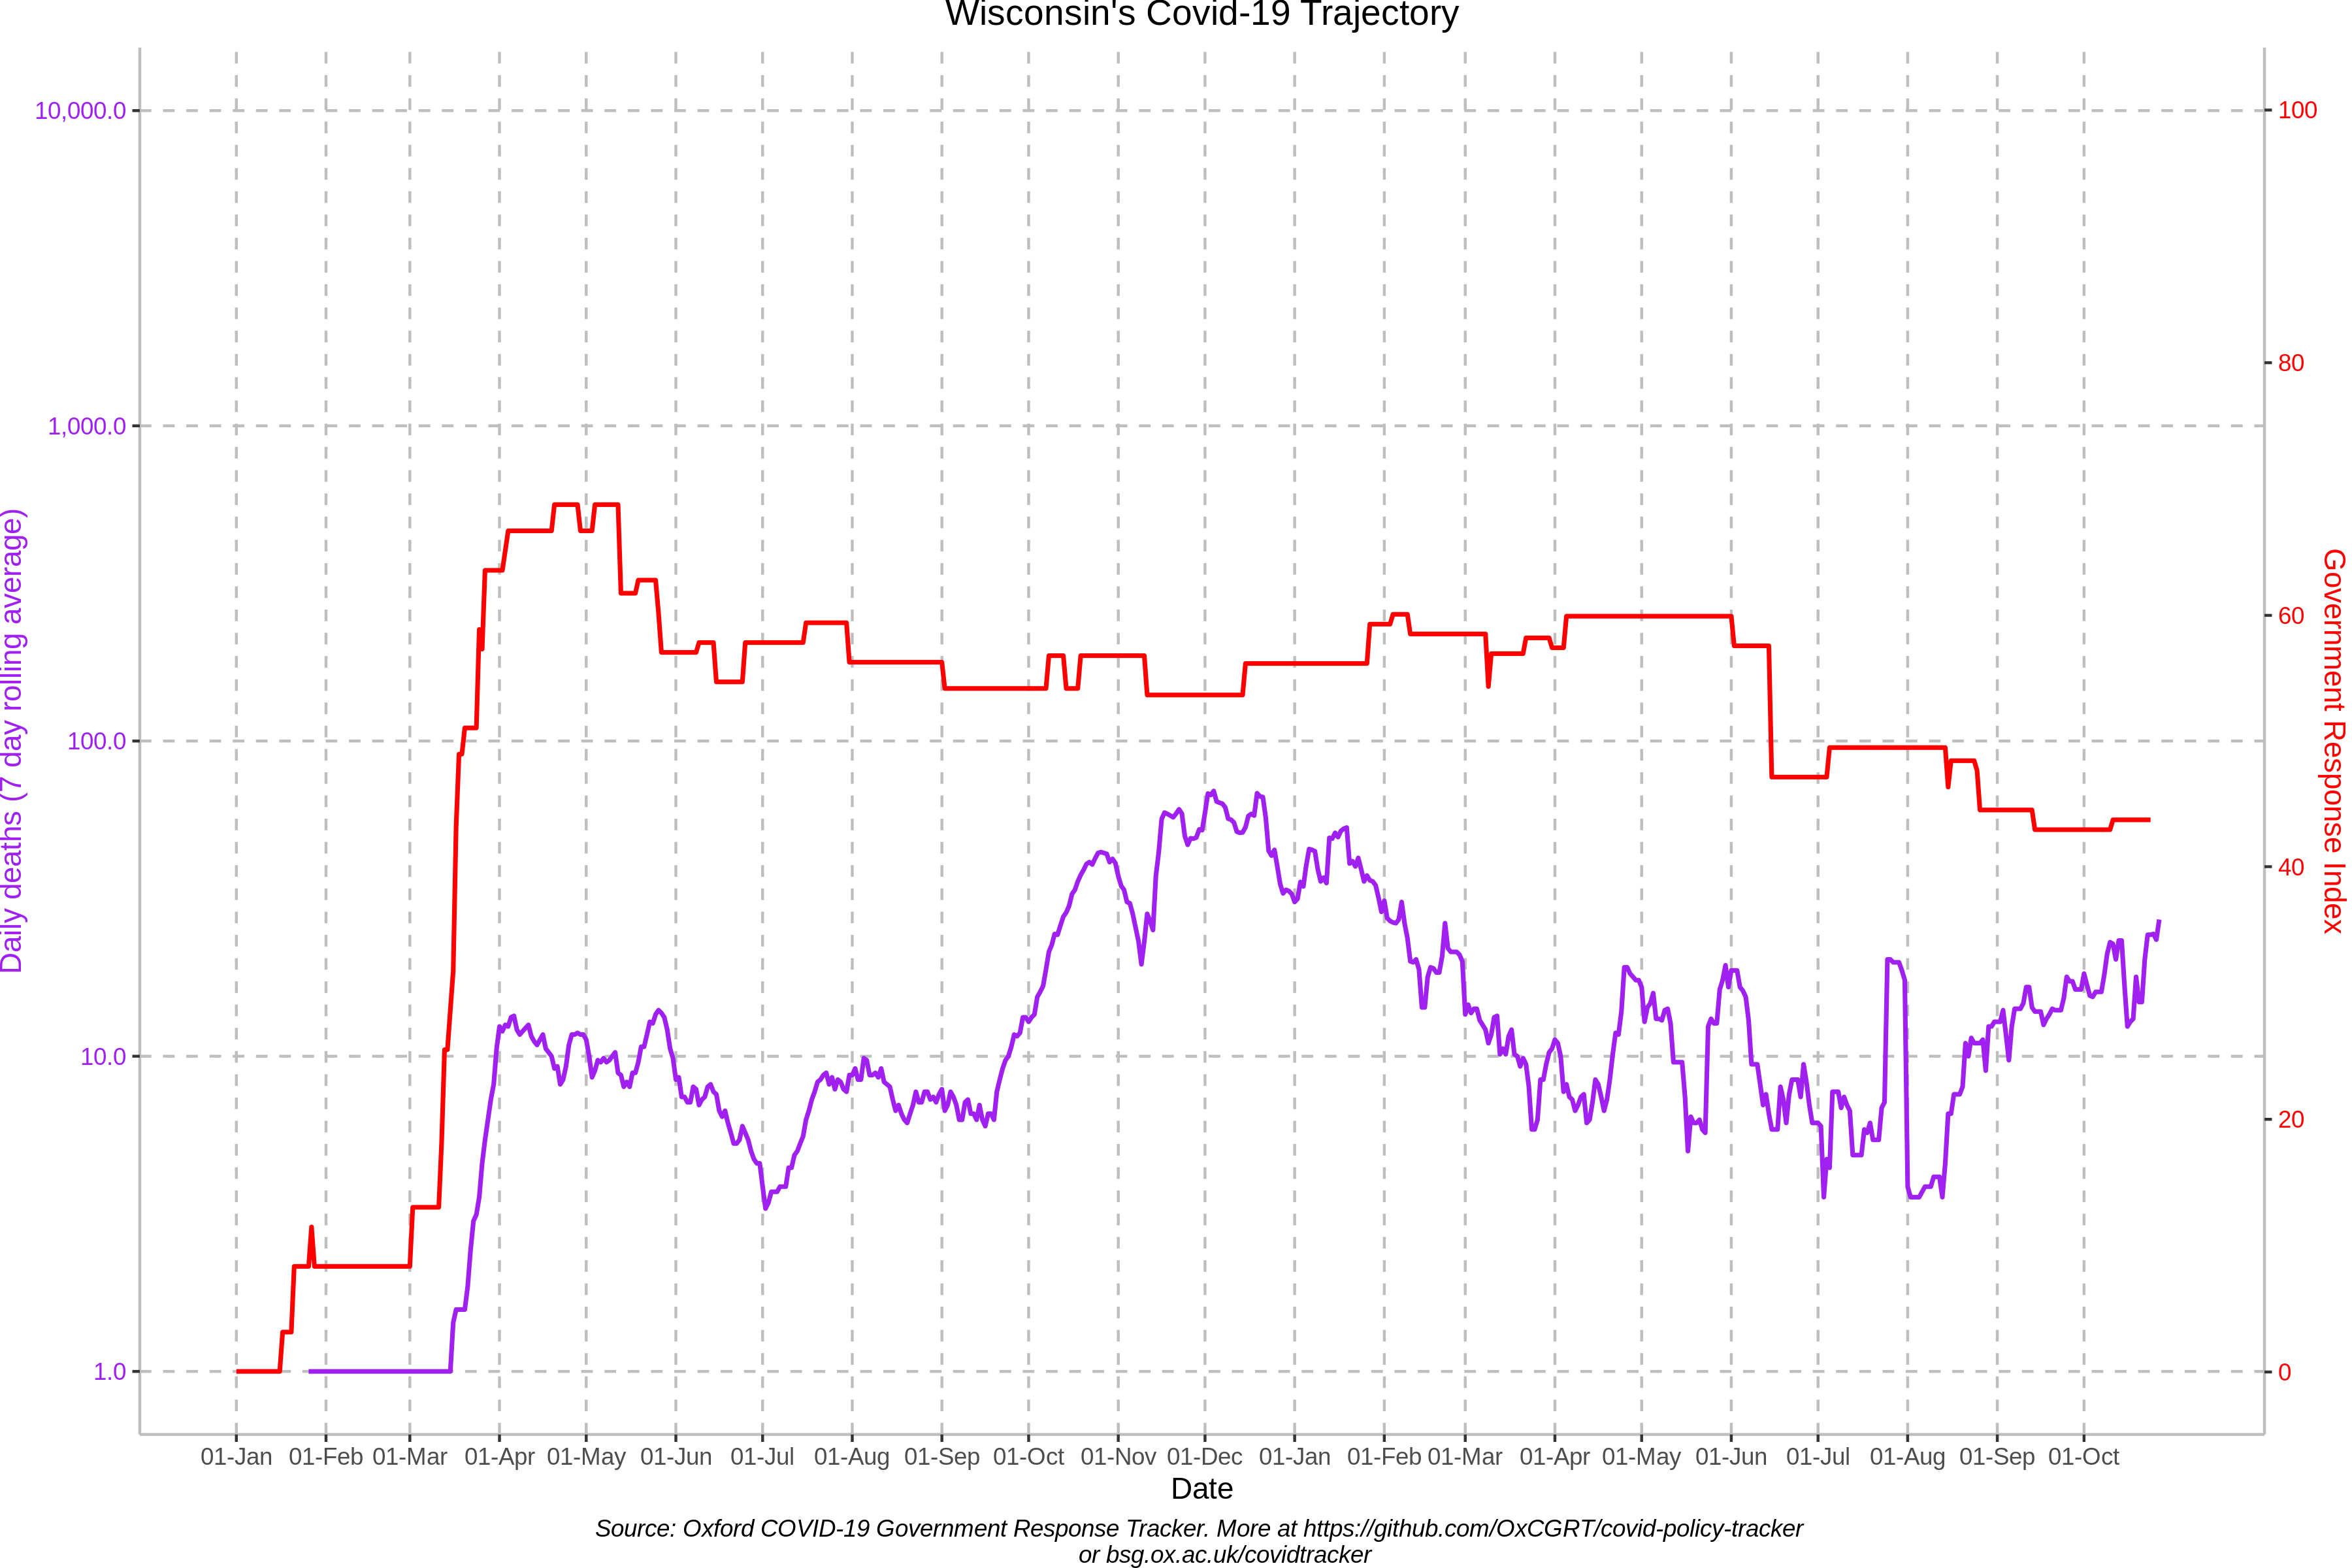 Wisconsin's Covid-19 Trajectory
10,000.0
1,000.0
100.0
10.0
1.0
Daily deaths (7 day rolling average)
100
80
60
40
20
0
Government Response Index
01-Jan 01-Feb 01-Mar 01-Apr 01-May 01-Jun 01-Jul 01-Aug 01-Sep 01-Oct 01-Nov 01-Dec 01-Jan 01-Feb 01-Mar 01-Apr 01-May 01-Jun 01-Jul 01-Aug 01-Sep 01-Oct
Date
Source: Oxford COVID-19 Government Response Tracker. More at https://github.com/OxCGRT/covid-policy-tracker
or bsg.ox.ac.uk/covidtracker